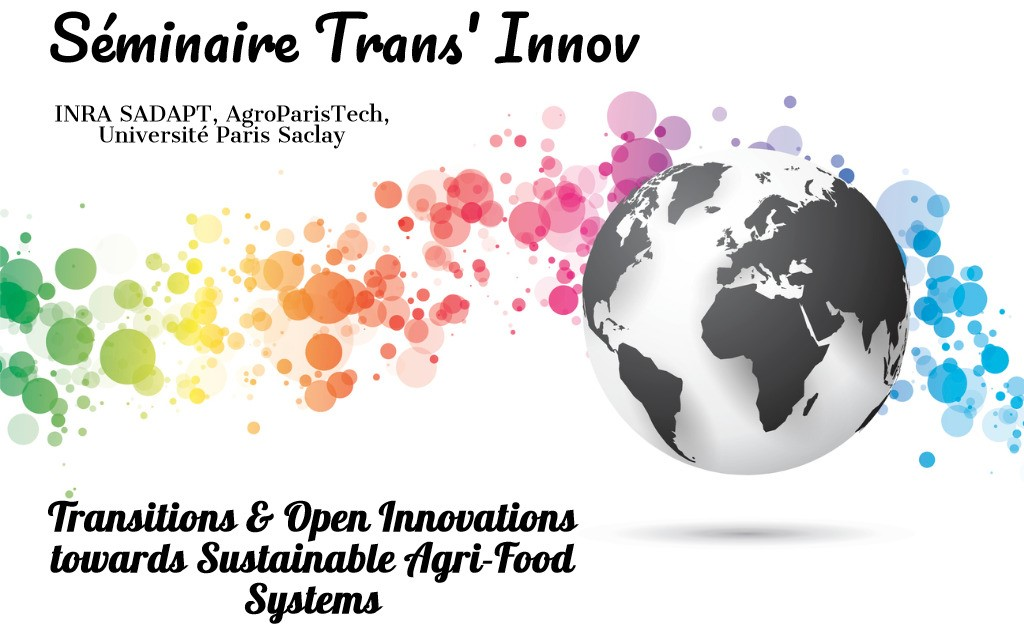 Séminaire Trans' Innov
INRA SADAPT, AgroParisTech,
Université Paris Saclay
Transitions & Open Innovations
towards Sustainable Agri-Food
Systems